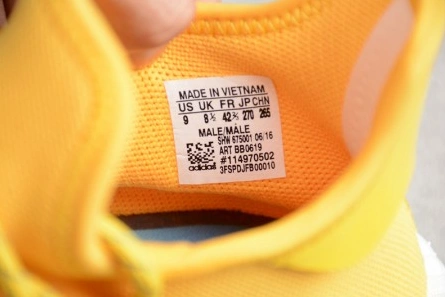 MADE IN VIETNAM
US UK FR JP CHN
9 8½ 42⅔ 270 265
MALE/MÂLE
SHW 675001 06/16
ART BB0619
#114970502
adidas 3FSPDJFB00010